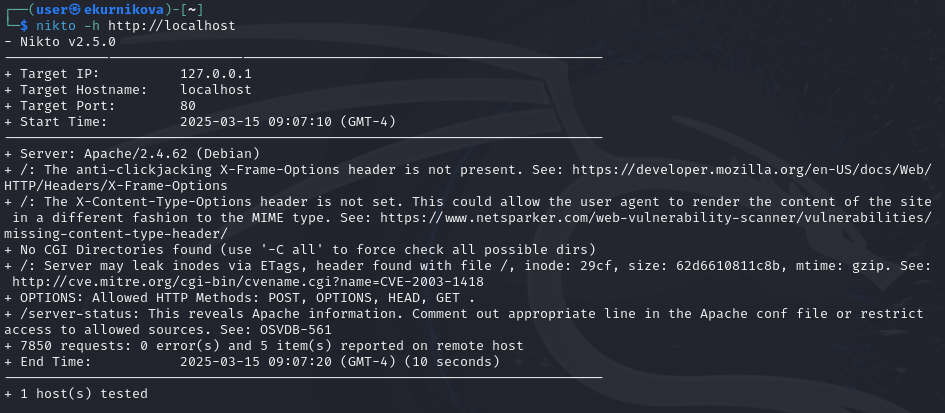 ┌──(user㉿ekurnikova)-[~]
└─$ nikto -h http://localhost
- Nikto v2.5.0
---------------------------------------------------------------------------
+ Target IP:          127.0.0.1
+ Target Hostname:    localhost
+ Target Port:        80
+ Start Time:         2025-03-15 09:07:10 (GMT-4)
---------------------------------------------------------------------------
+ Server: Apache/2.4.62 (Debian)
+ /: The anti-clickjacking X-Frame-Options header is not present. See: https://developer.mozilla.org/en-US/docs/Web/
HTTP/Headers/X-Frame-Options
+ /: The X-Content-Type-Options header is not set. This could allow the user agent to render the content of the site
 in a different fashion to the MIME type. See: https://www.netsparker.com/web-vulnerability-scanner/vulnerabilities/
missing-content-type-header/
+ No CGI Directories found (use '-C all' to force check all possible dirs)
+ /: Server may leak inodes via ETags, header found with file /, inode: 29cf, size: 62d6610811c8b, mtime: gzip. See:
 http://cve.mitre.org/cgi-bin/cvename.cgi?name=CVE-2003-1418
+ OPTIONS: Allowed HTTP Methods: POST, OPTIONS, HEAD, GET .
+ /server-status: This reveals Apache information. Comment out appropriate line in the Apache conf file or restrict
access to allowed sources. See: OSVDB-561
+ 7850 requests: 0 error(s) and 5 item(s) reported on remote host
+ End Time:           2025-03-15 09:07:20 (GMT-4) (10 seconds)
---------------------------------------------------------------------------
+ 1 host(s) tested